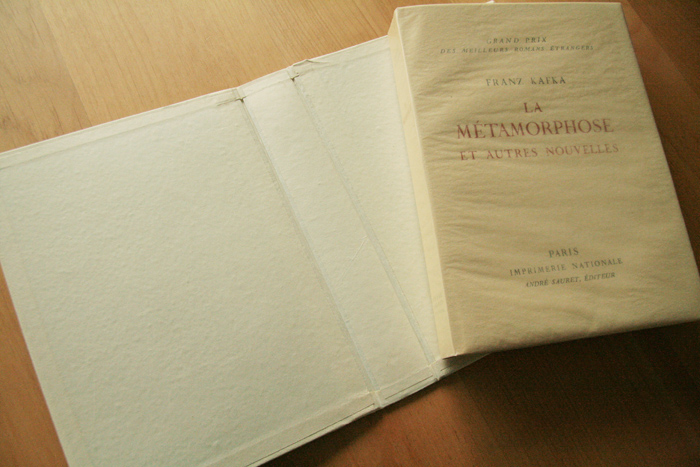 GRAND PRIX
DES MEILLEURS ROMANS ÉTRANGERS
FRANZ KAFKA
LA
MÉTAMORPHOSE
ET AUTRES NOUVELLES
PARIS
IMPRIMERIE NATIONALE
ANDRÉ SAURET, ÉDITEUR